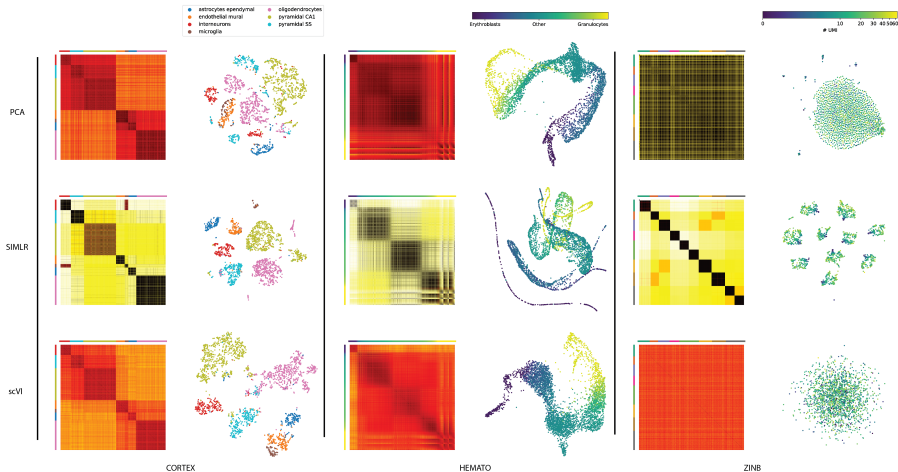 astrocytes ependymal
endothelial mural
interneurons
microglia
oligodendrocytes
pyramidal CA1
pyramidal SS
Erythroblasts Other Granulocytes
0 10 20 30 40 50 60
# UMI
PCA
SIMLR
scVI
CORTEX HEMATO ZINB